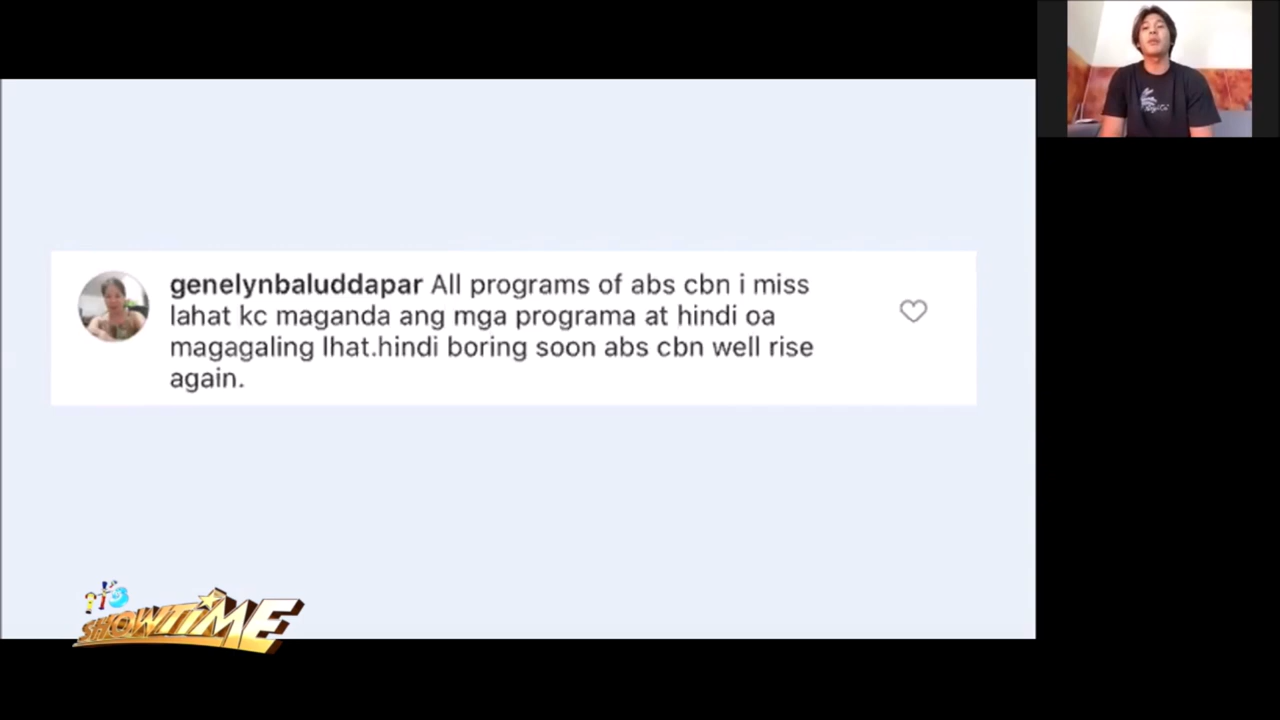 genelynbaluddapar All programs of abs cbn i miss
lahat kc maganda ang mga programa at hindi oa
magagaling lhat.hindi boring soon abs cbn well rise
again.
SHOWTIME